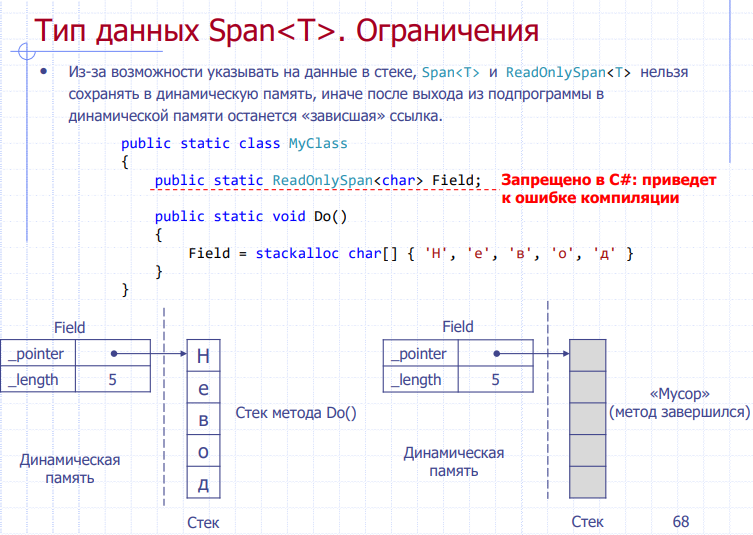 Тип данных Span<T>. Ограничения
• Из-за возможности указывать на данные в стеке, Span<T> и ReadOnlySpan<T> нельзя
сохранять в динамическую память, иначе после выхода из подпрограммы в
динамической памяти останется «зависшая» ссылка.
public static class MyClass
{
public static ReadOnlySpan<char> Field;
Запрещено в C#: приведет
к ошибке компиляции
public static void Do()
{
Field = stackalloc char[] { 'Н', 'е', 'в', 'о', 'д' }
}
}
Field
_pointer
_length 5
Н
е
в
о
д
Стек метода Do()
Динамическая
память
Стек
Field
_pointer
_length 5
«Мусор»
(метод завершился)
Динамическая
память
Стек
68